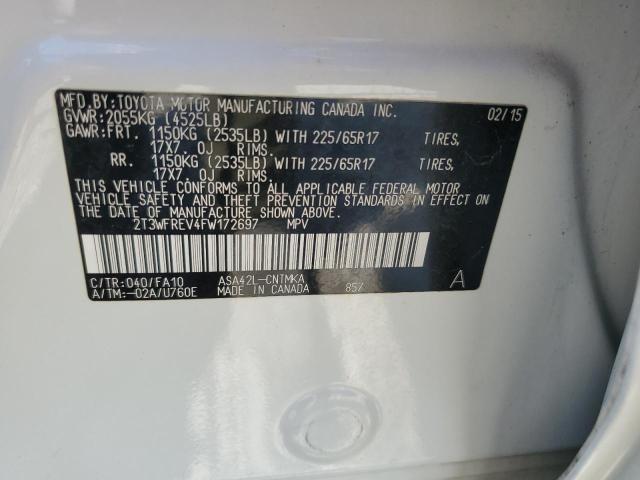 MFD.BY:TOYOTA MOTOR MANUFACTURING CANADA INC. 02/15
GVWR:2055KG (4525LB)
GAWR:FRT. 1150KG (2535LB) WITH 225/65R17 TIRES,
17X7.0J RIMS.
RR. 1150KG (2535LB) WITH 225/65R17 TIRES,
17X7.0J RIMS.
THIS VEHICLE CONFORMS TO ALL APPLICABLE FEDERAL MOTOR
VEHICLE SAFETY AND THEFT PREVENTION STANDARDS IN EFFECT ON
THE DATE OF MANUFACTURE SHOWN ABOVE.
2T3WFREV4FW172697 MPV
C/TR:040/FA10 ASA42L-CNTMKA
A/TM:-02A/U760E MADE IN CANADA 857 A